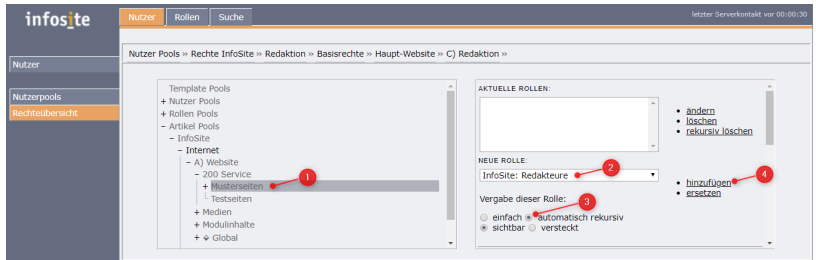 infosite
Nutzer Rollen Suche
letzter Serverkontakt vor 00:00:30
Nutzer
Nutzerpools
Rechteübersicht
Nutzer Pools » Rechte InfoSite » Redaktion » Basisrechte » Haupt-Website » C) Redaktion »
Template Pools
+ Nutzer Pools
+ Rollen Pools
− Artikel Pools
− InfoSite
− Internet
− A) Website
− 200 Service
+ Musterseiten
Testseiten
+ Medien
+ Modulinhalte
+ Global
1
AKTUELLE ROLLEN:
• ändern
• löschen
• rekursiv löschen
NEUE ROLLE:
2
InfoSite: Redakteure
• hinzufügen
4
• ersetzen
Vergabe dieser Rolle:
3
einfach automatisch rekursiv
sichtbar versteckt